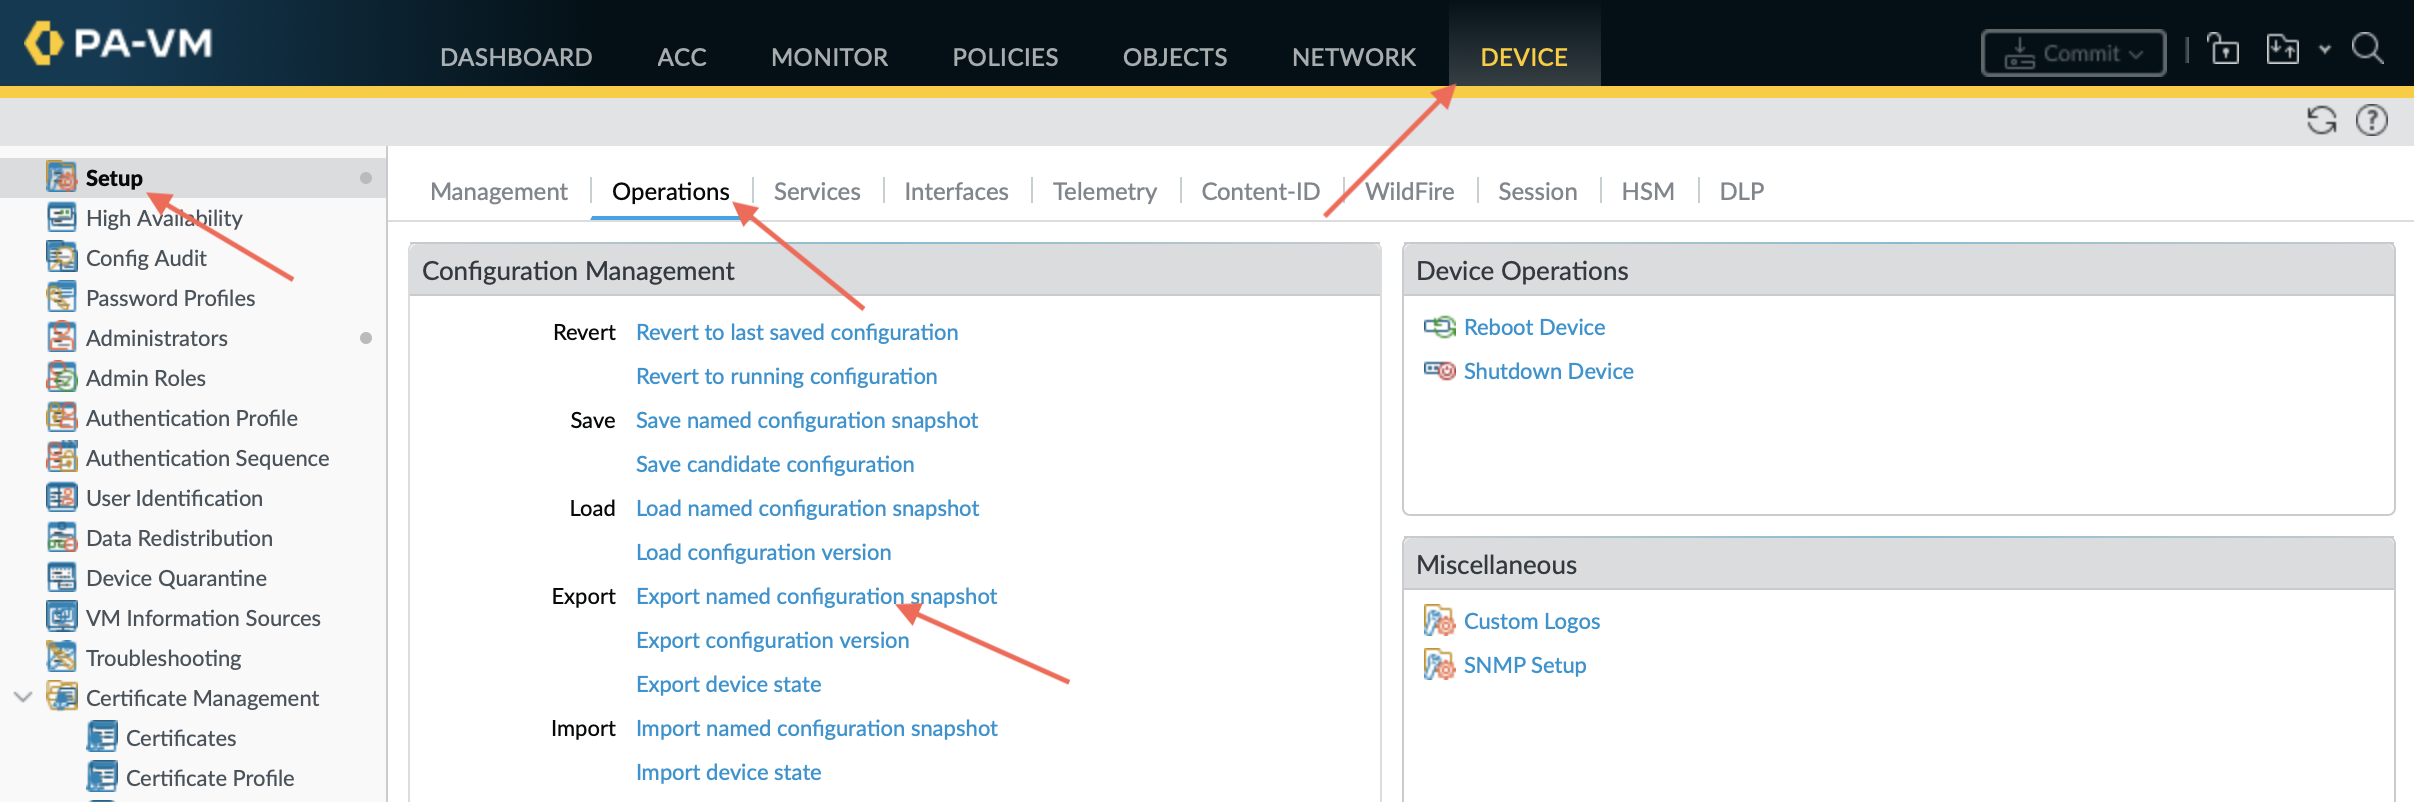 PA-VM
DASHBOARD ACC MONITOR POLICIES OBJECTS NETWORK DEVICE
Commit
Setup
High Availability
Config Audit
Password Profiles
Administrators
Admin Roles
Authentication Profile
Authentication Sequence
User Identification
Data Redistribution
Device Quarantine
VM Information Sources
Troubleshooting
Certificate Management
Certificates
Certificate Profile
Management Operations Services Interfaces Telemetry Content-ID WildFire Session HSM DLP
Configuration Management
Revert Revert to last saved configuration
Revert to running configuration
Save Save named configuration snapshot
Save candidate configuration
Load Load named configuration snapshot
Load configuration version
Export Export named configuration snapshot
Export configuration version
Export device state
Import Import named configuration snapshot
Import device state
Device Operations
Reboot Device
Shutdown Device
Miscellaneous
Custom Logos
SNMP Setup